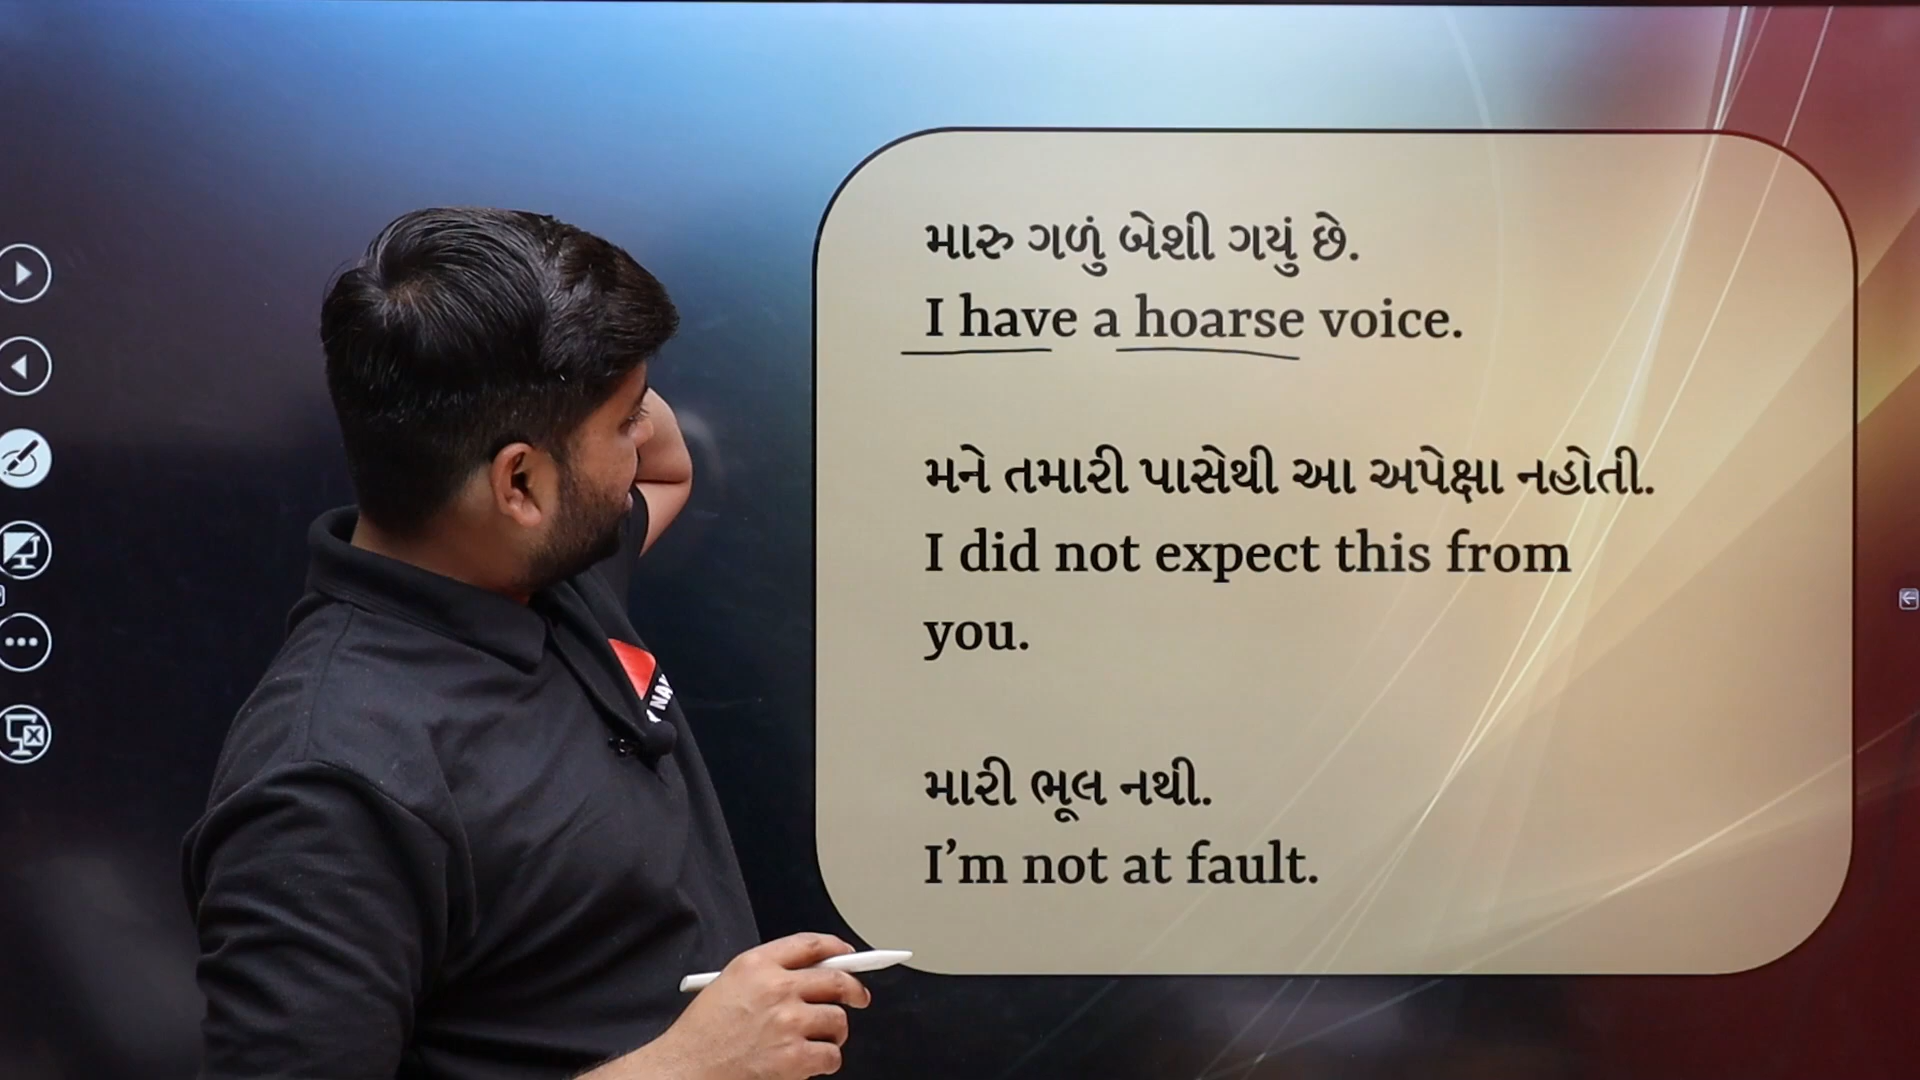 મારુ ગળું બેશી ગયું છે.
I have a hoarse voice.
મને તમારી પાસેથી આ અપેક્ષા નહોતી.
I did not expect this from
you.
મારી ભૂલ નથી.
I’m not at fault.